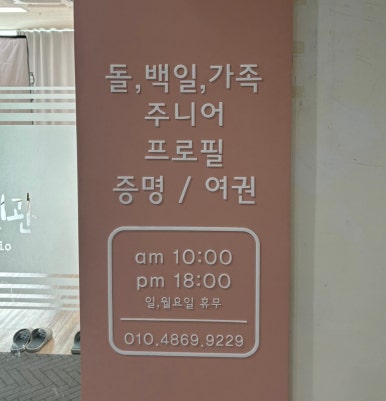 돌,백일,가족
주니어
프로필
증명 / 여권
am 10:00
pm 18:00
일,월요일 휴무
010.4869.9229